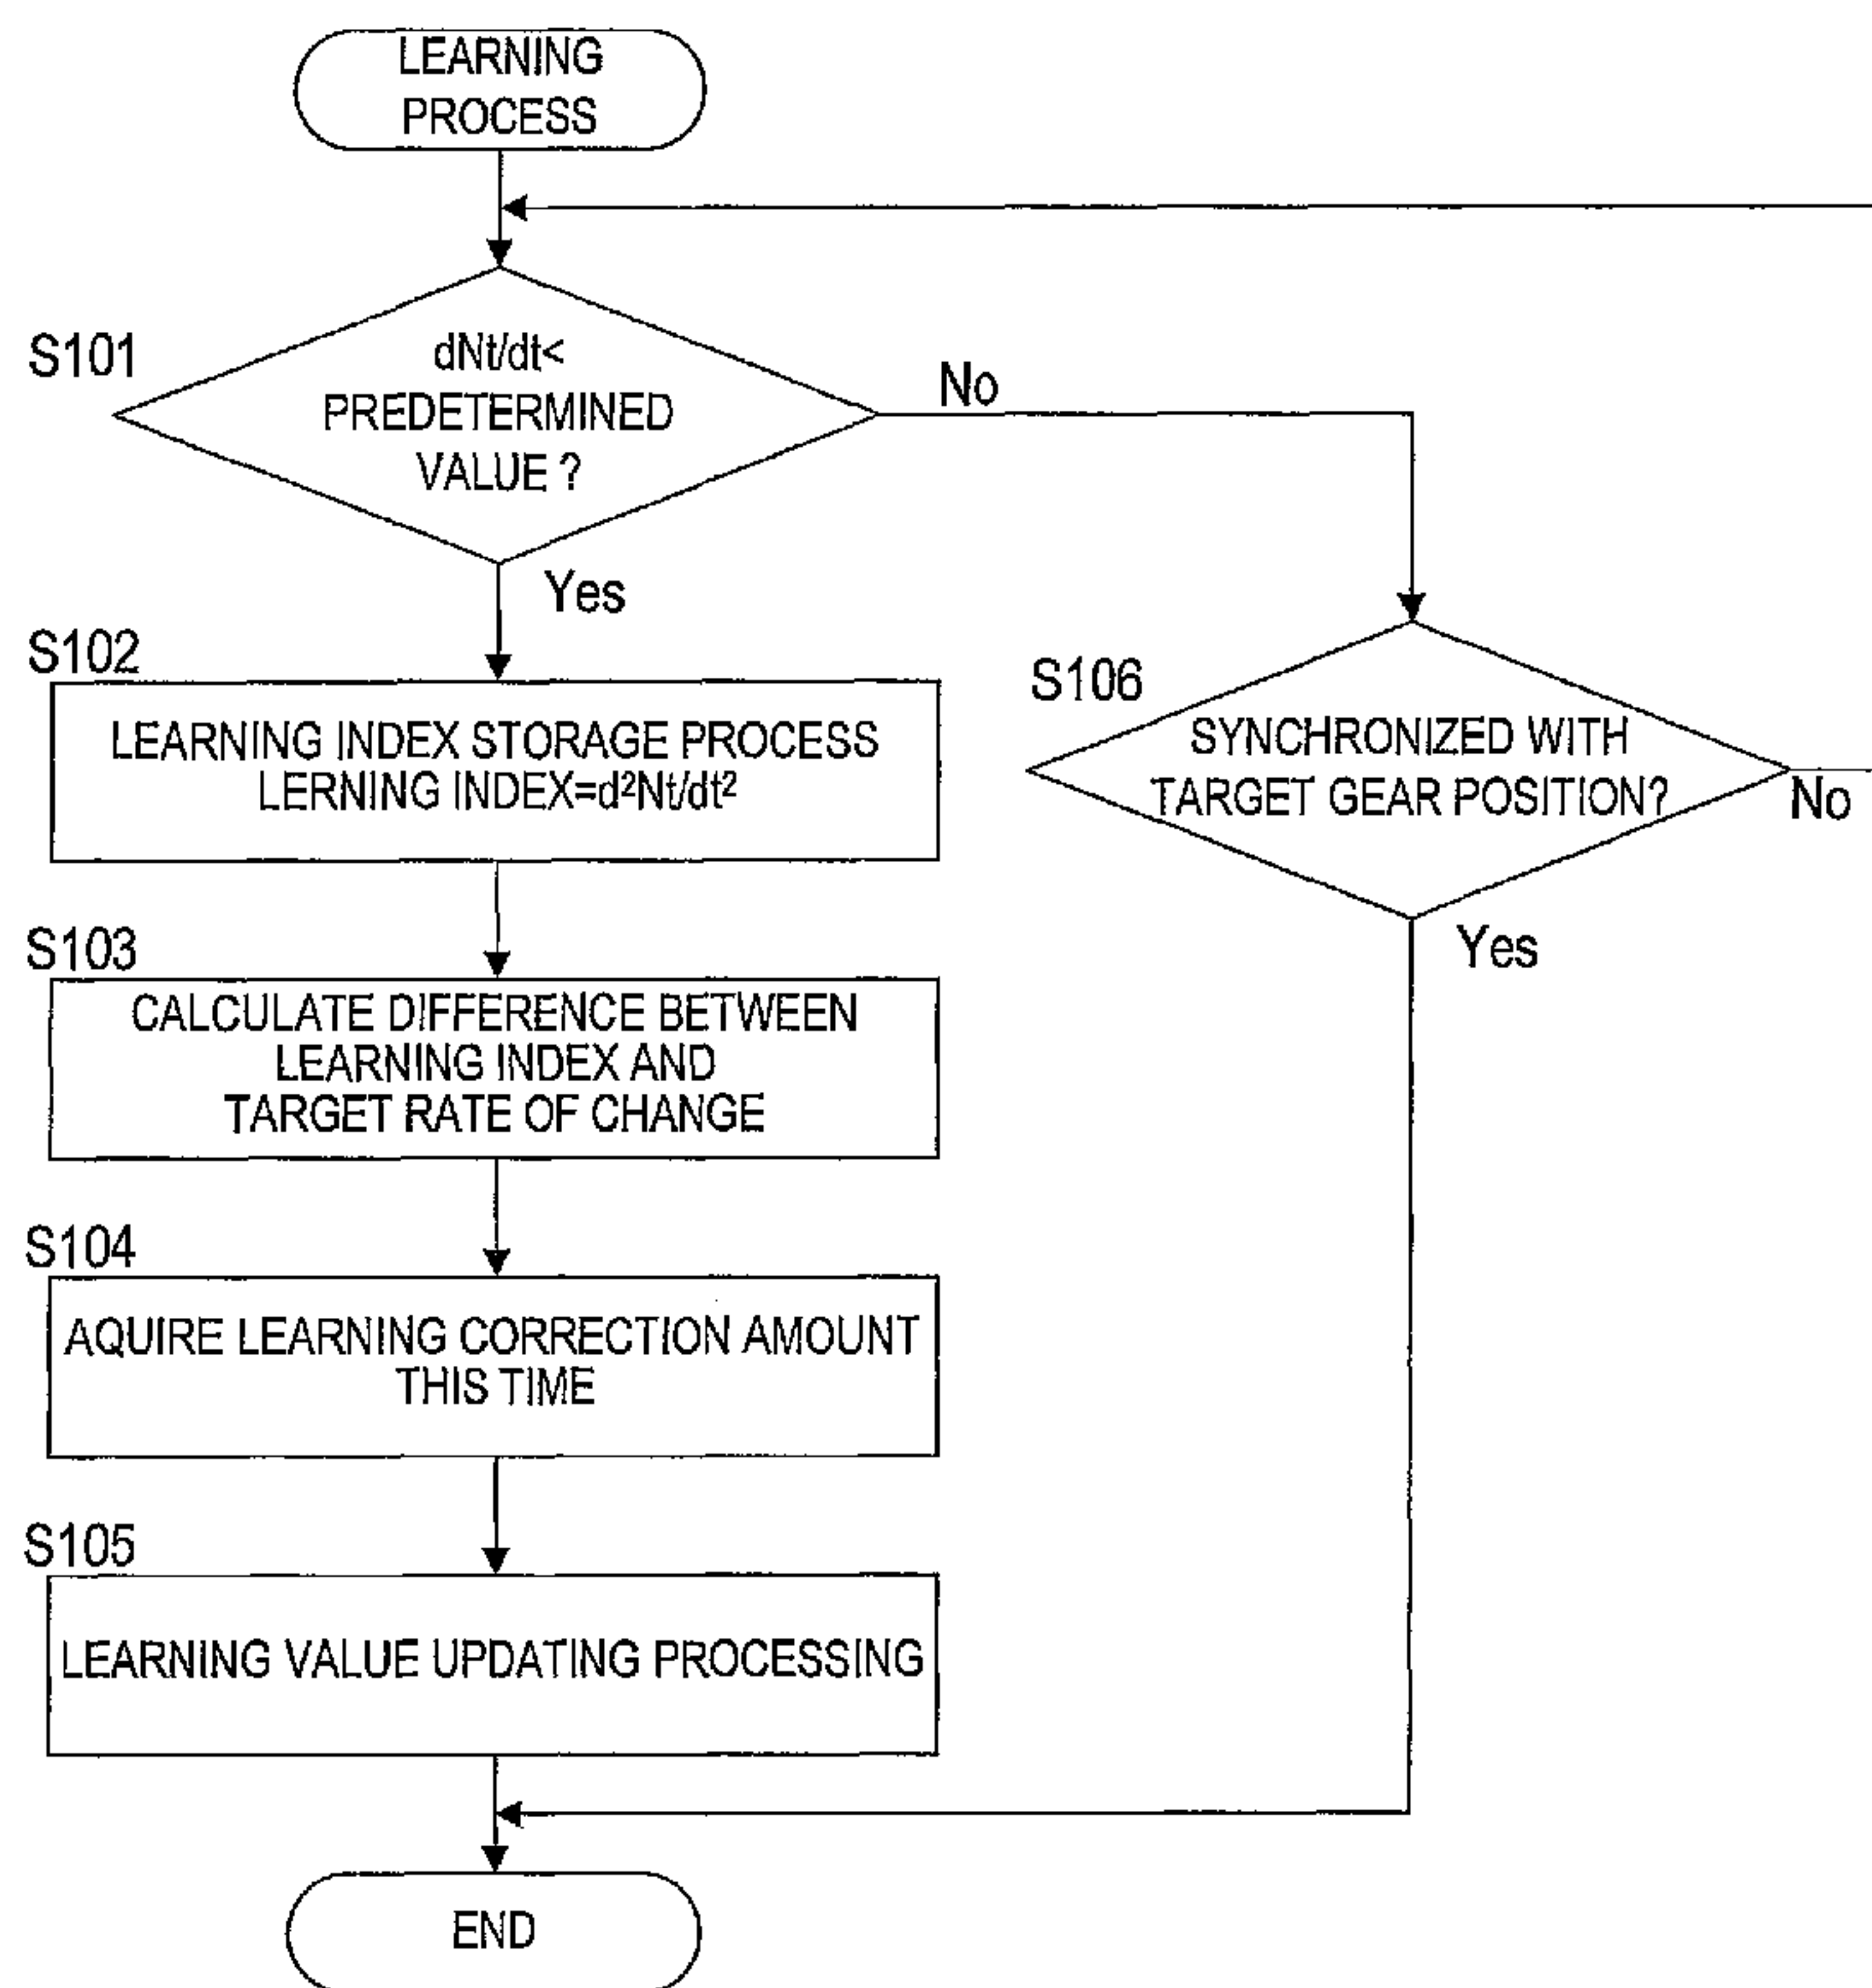 LEARNING
PROCESS
S101
dNt/dt<
PREDETERMINED
VALUE ?
No
Yes
S102
LEARNING INDEX STORAGE PROCESS
LERNING INDEX=d²Nt/dt²
S106
SYNCHRONIZED WITH
TARGET GEAR POSITION?
No
Yes
S103
CALCULATE DIFFERENCE BETWEEN
LEARNING INDEX AND
TARGET RATE OF CHANGE
S104
AQUIRE LEARNING CORRECTION AMOUNT
THIS TIME
S105
LEARNING VALUE UPDATING PROCESSING
END